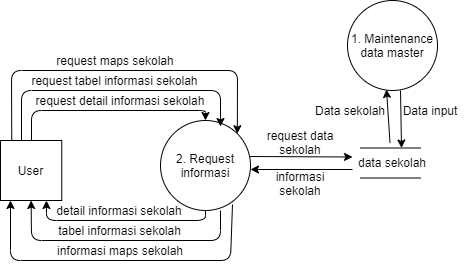 1. Maintenance
data master
request maps sekolah
request tabel informasi sekolah
request detail informasi sekolah
Data sekolah
Data input
request data
sekolah
2. Request
informasi
data sekolah
User
informasi
sekolah
detail informasi sekolah
tabel informasi sekolah
informasi maps sekolah